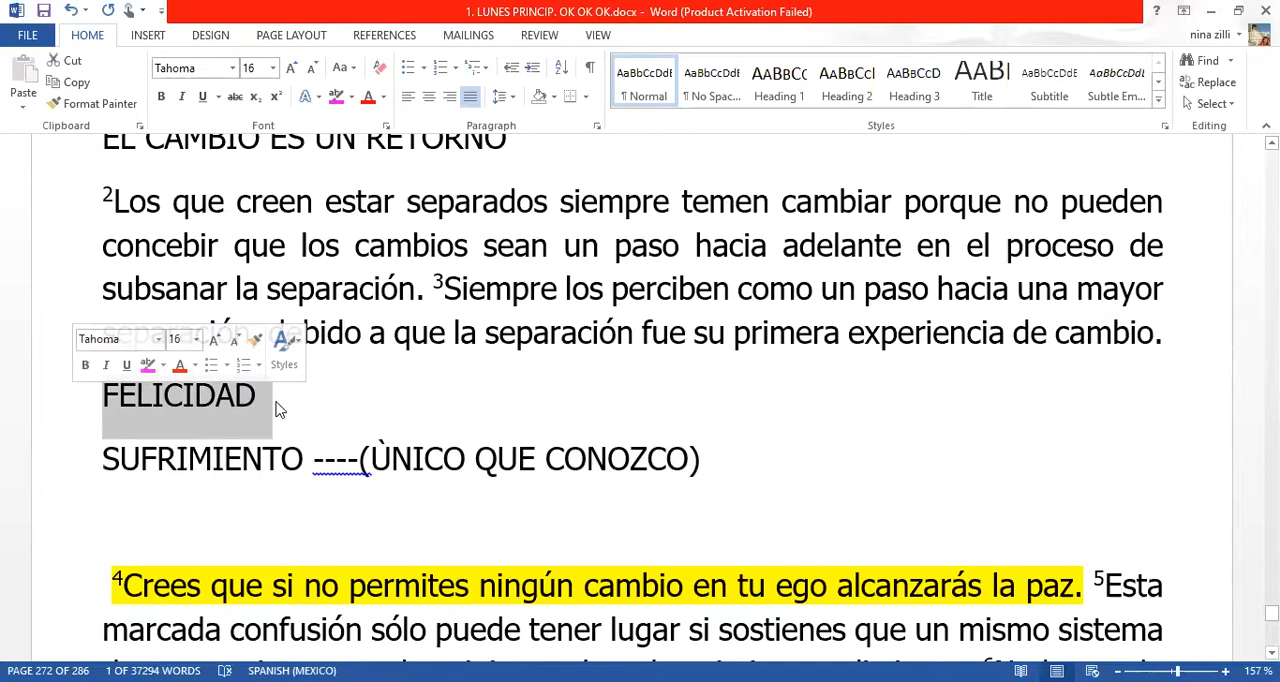 1. LUNES PRINCIP. OK OK OK.docx - Word (Product Activation Failed)
FILE HOME INSERT DESIGN PAGE LAYOUT REFERENCES MAILINGS REVIEW VIEW nina zilli
Cut
Copy
Format Painter
Paste
Clipboard
Tahoma 16
Font
Paragraph
AaBbCcDdE AaBbCcDdE AaBbCc AaBbCcI AaBbCcD AABI AaBbCcDdE AaBbCcDdE
¶ Normal ¶ No Spac... Heading 1 Heading 2 Heading 3 Title Subtitle Subtle Em...
Styles
Find
Replace
Select
Editing
EL CAMBIO ES UN RETORNO
²Los que creen estar separados siempre temen cambiar porque no pueden
concebir que los cambios sean un paso hacia adelante en el proceso de
subsanar la separación. ³Siempre los perciben como un paso hacia una mayor
separación, debido a que la separación fue su primera experiencia de cambio.
Tahoma 16
Styles
FELICIDAD
SUFRIMIENTO ----(ÙNICO QUE CONOZCO)
⁴Crees que si no permites ningún cambio en tu ego alcanzarás la paz. ⁵Esta
marcada confusión sólo puede tener lugar si sostienes que un mismo sistema
PAGE 272 OF 286 1 OF 37294 WORDS SPANISH (MEXICO) 157 %